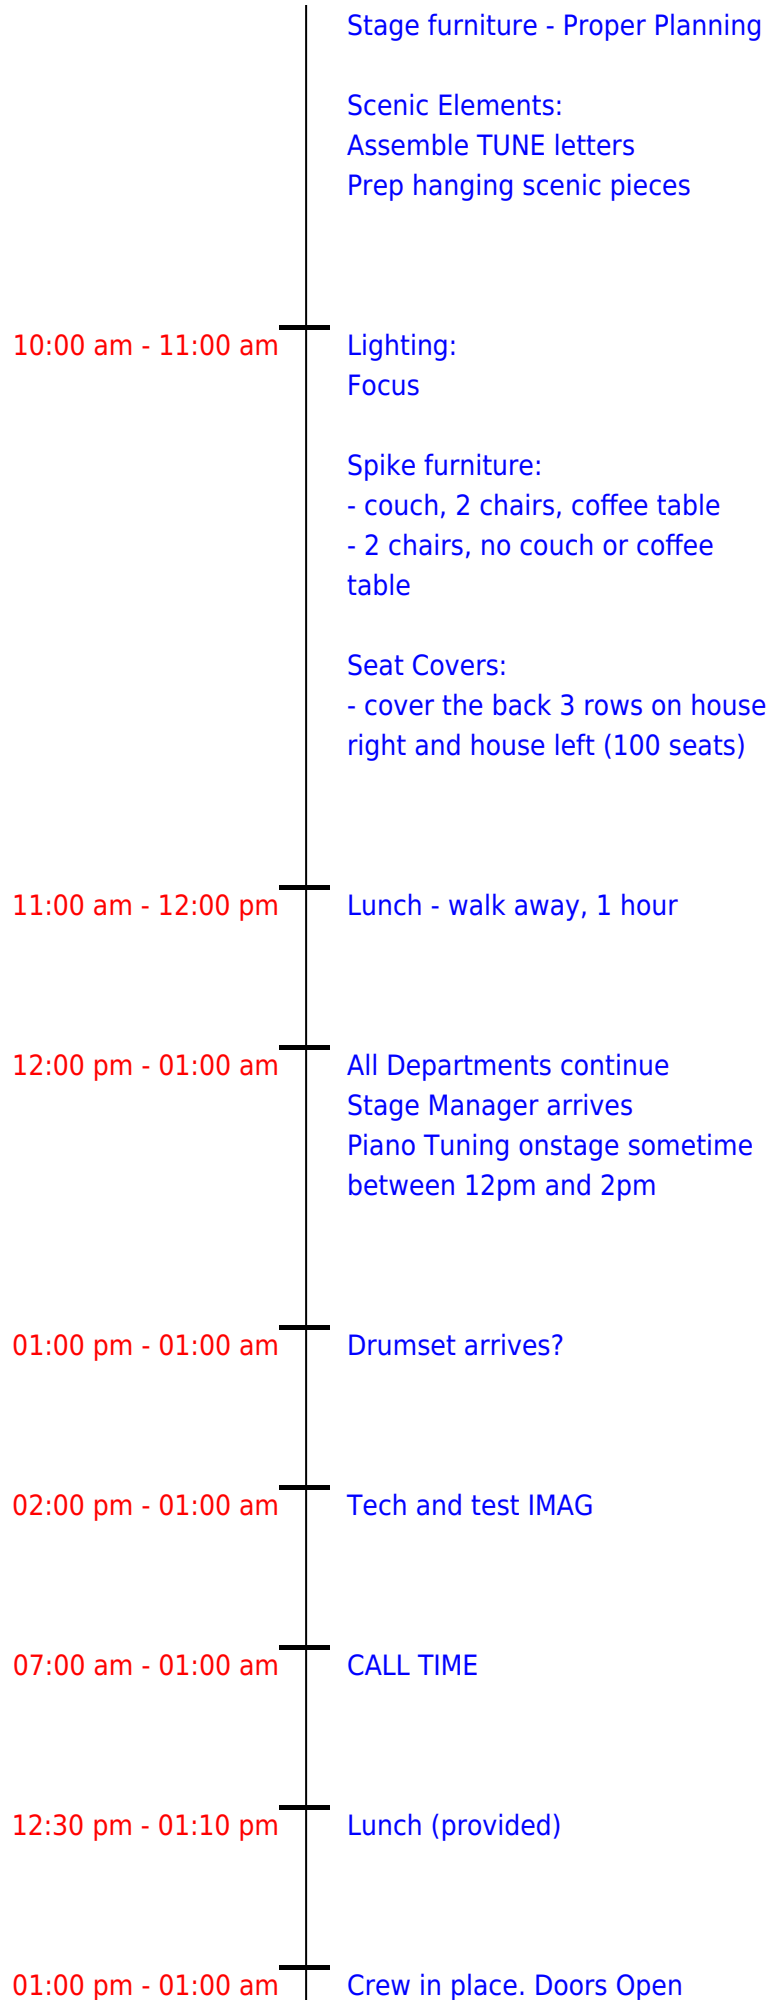 Stage furniture - Proper Planning
Scenic Elements:
Assemble TUNE letters
Prep hanging scenic pieces
10:00 am - 11:00 am
Lighting:
Focus
Spike furniture:
- couch, 2 chairs, coffee table
- 2 chairs, no couch or coffee
table
Seat Covers:
- cover the back 3 rows on house
right and house left (100 seats)
11:00 am - 12:00 pm
Lunch - walk away, 1 hour
12:00 pm - 01:00 am
All Departments continue
Stage Manager arrives
Piano Tuning onstage sometime
between 12pm and 2pm
01:00 pm - 01:00 am
Drumset arrives?
02:00 pm - 01:00 am
Tech and test IMAG
07:00 am - 01:00 am
CALL TIME
12:30 pm - 01:10 pm
Lunch (provided)
01:00 pm - 01:00 am
Crew in place. Doors Open